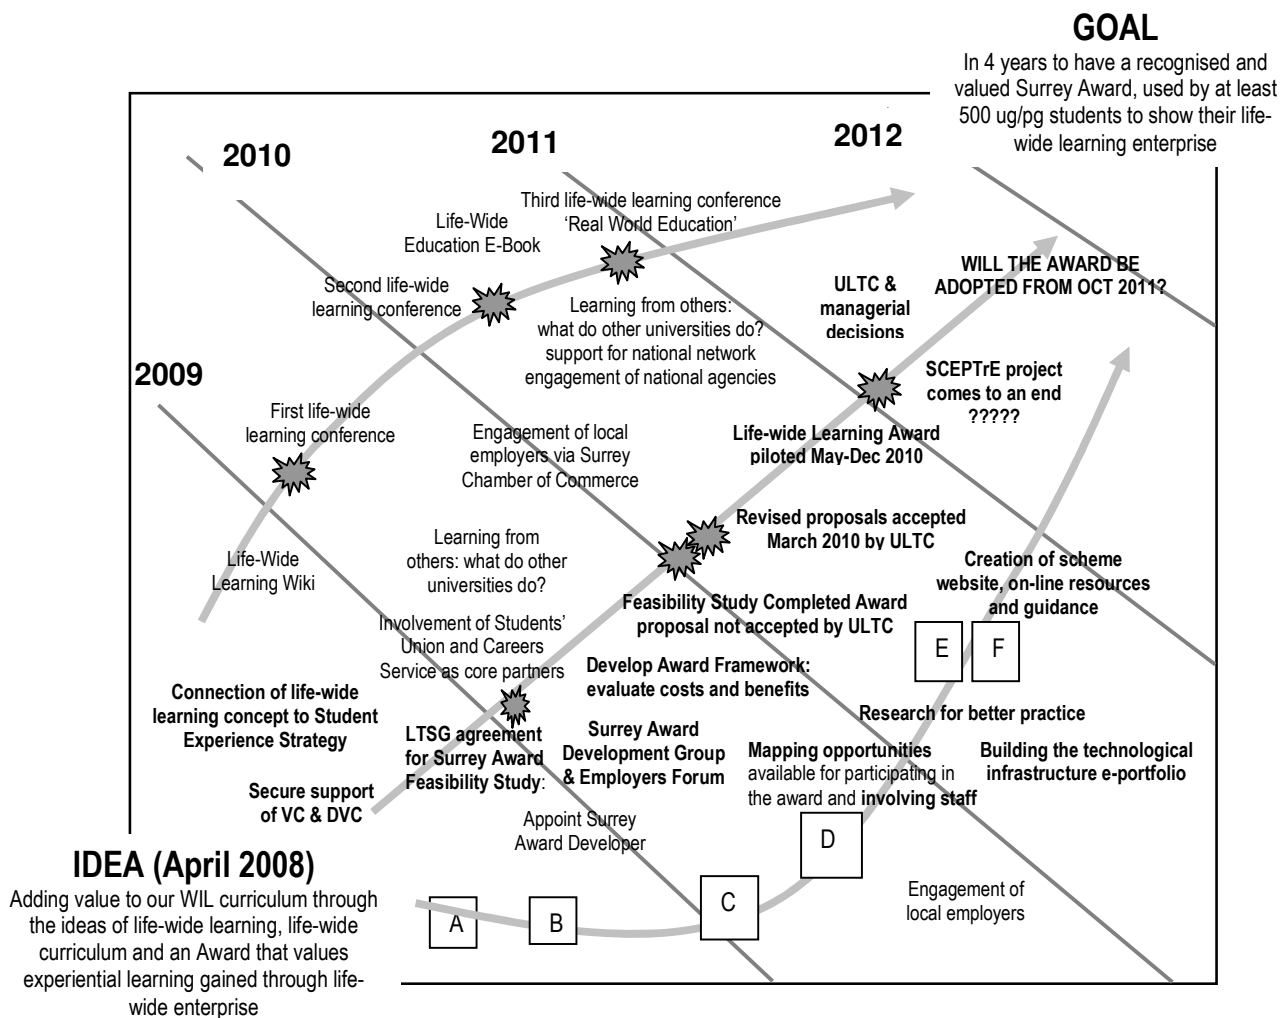 GOAL
In 4 years to have a recognised and
valued Surrey Award, used by at least
500 ug/pg students to show their life-
wide learning enterprise
2012
2011
2010
2009
Third life-wide learning conference
‘Real World Education’
Life-Wide
Education E-Book
Second life-wide
learning conference
Learning from others:
what do other universities do?
support for national network
engagement of national agencies
ULTC &
managerial
decisions
WILL THE AWARD BE
ADOPTED FROM OCT 2011?
SCEPTrE project
comes to an end
?????
First life-wide
learning conference
Engagement of local
employers via Surrey
Chamber of Commerce
Life-wide Learning Award
piloted May-Dec 2010
Revised proposals accepted
March 2010 by ULTC
Life-Wide
Learning Wiki
Learning from
others: what do other
universities do?
Creation of scheme
website, on-line resources
and guidance
Feasibility Study Completed Award
proposal not accepted by ULTC
Involvement of Students’
Union and Careers
Service as core partners
E
F
Develop Award Framework:
evaluate costs and benefits
Connection of life-wide
learning concept to Student
Experience Strategy
Research for better practice
LTSG agreement
for Surrey Award
Feasibility Study:
Surrey Award
Development Group
& Employers Forum
Mapping opportunities
available for participating in
the award and involving staff
Building the technological
infrastructure e-portfolio
Secure support
of VC & DVC
Appoint Surrey
Award Developer
D
IDEA (April 2008)
Adding value to our WIL curriculum through
the ideas of life-wide learning, life-wide
curriculum and an Award that values
experiential learning gained through life-
wide enterprise
A
B
C
Engagement of
local employers